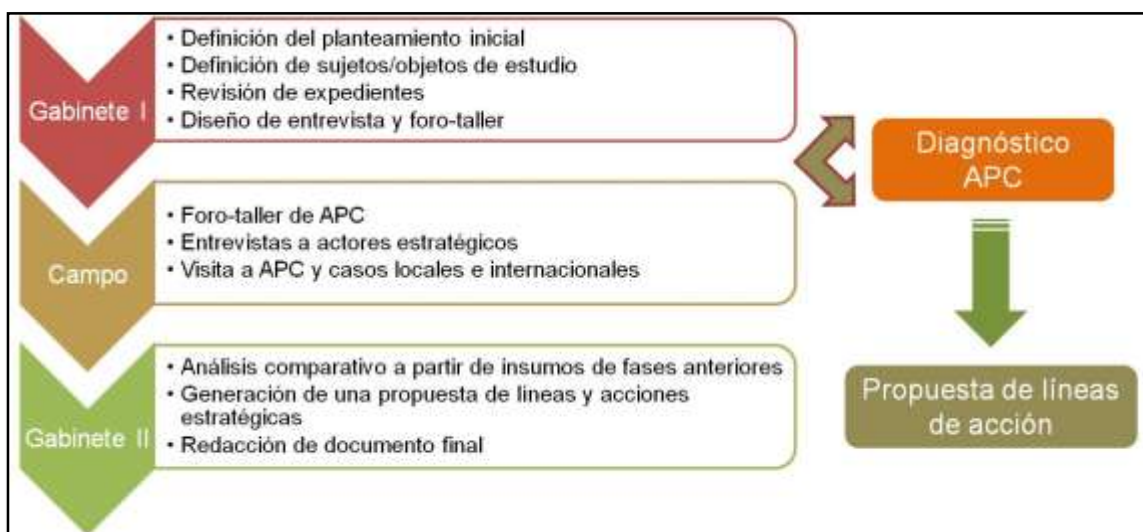 Gabinete I
• Definición del planteamiento inicial
• Definición de sujetos/objetos de estudio
• Revisión de expedientes
• Diseño de entrevista y foro-taller
Campo
• Foro-taller de APC
• Entrevistas a actores estratégicos
• Visita a APC y casos locales e internacionales
Gabinete II
• Análisis comparativo a partir de insumos de fases anteriores
• Generación de una propuesta de líneas y acciones
estratégicas
• Redacción de documento final
Diagnóstico
APC
Propuesta de líneas
de acción